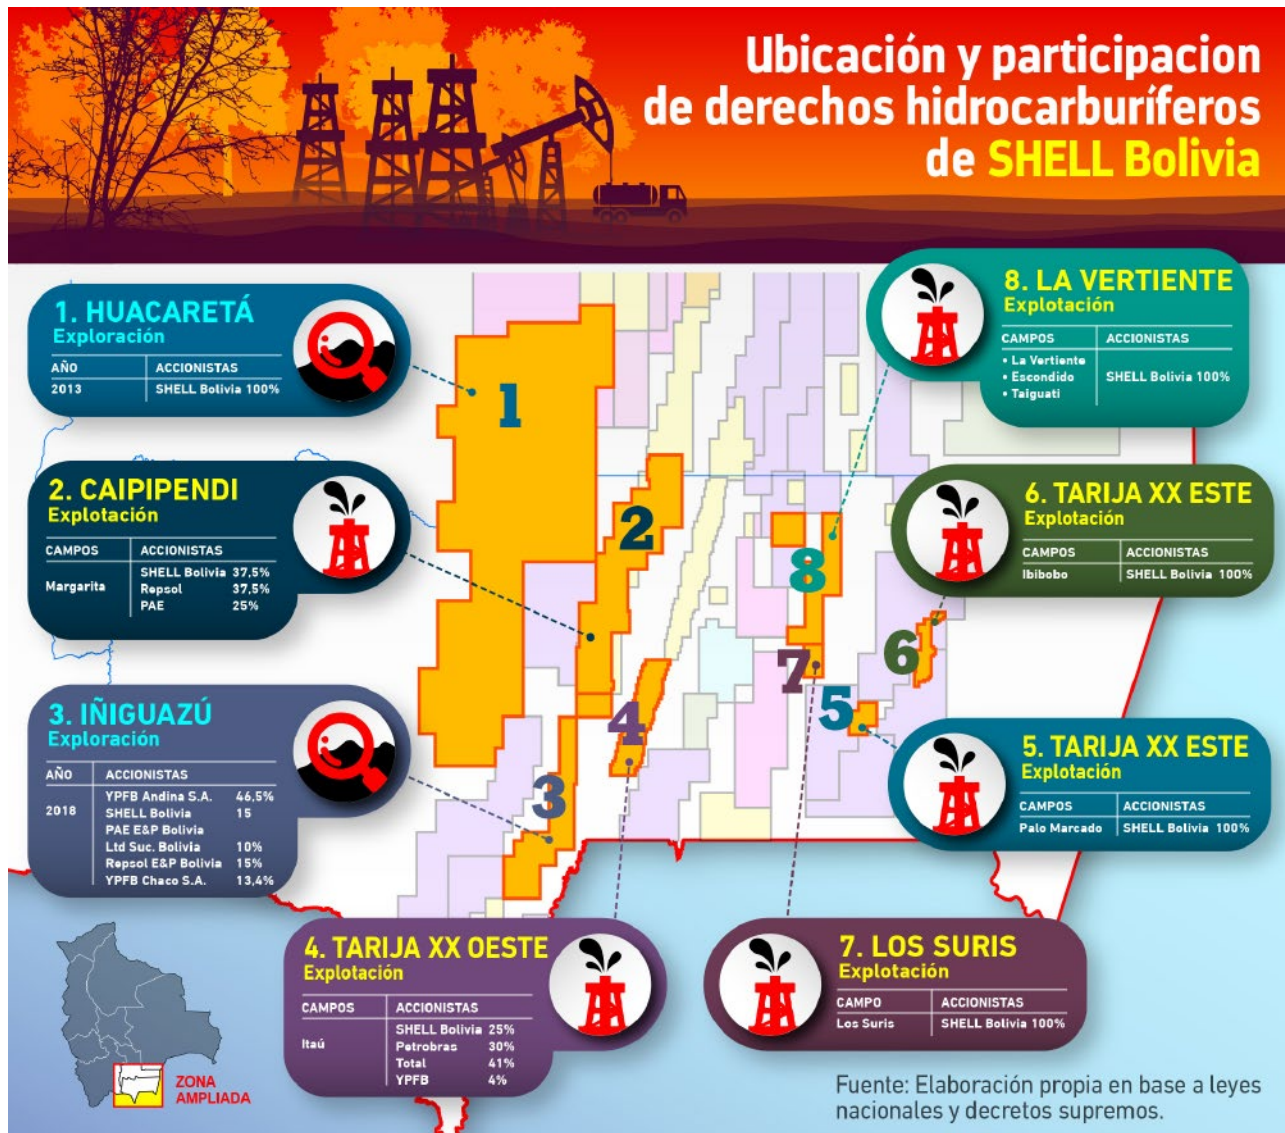 Ubicación y participacion
de derechos hidrocarburíferos
de SHELL Bolivia
1. HUACARETÁ
Exploración
AÑO ACCIONISTAS
2013 SHELL Bolivia 100%
2. CAIPIPENDI
Explotación
CAMPOS ACCIONISTAS
Margarita
SHELL Bolivia 37,5%
Repsol 37,5%
PAE 25%
3. IÑIGUAZÚ
Exploración
AÑO ACCIONISTAS
2018
YPFB Andina S.A. 46,5%
SHELL Bolivia 15
PAE E&P Bolivia
Ltd Suc. Bolivia 10%
Repsol E&P Bolivia 15%
YPFB Chaco S.A. 13,4%
4. TARIJA XX OESTE
Explotación
CAMPOS ACCIONISTAS
Itaú
SHELL Bolivia 25%
Petrobras 30%
Total 41%
YPFB 4%
8. LA VERTIENTE
Explotación
CAMPOS ACCIONISTAS
• La Vertiente
• Escondido
• Taiguati
SHELL Bolivia 100%
6. TARIJA XX ESTE
Explotación
CAMPOS ACCIONISTAS
Ibibobo SHELL Bolivia 100%
5. TARIJA XX ESTE
Explotación
CAMPOS ACCIONISTAS
Palo Marcado SHELL Bolivia 100%
7. LOS SURIS
Explotación
CAMPO ACCIONISTAS
Los Suris SHELL Bolivia 100%
1
2
3
4
5
6
7
8
ZONA
AMPLIADA
Fuente: Elaboración propia en base a leyes
nacionales y decretos supremos.